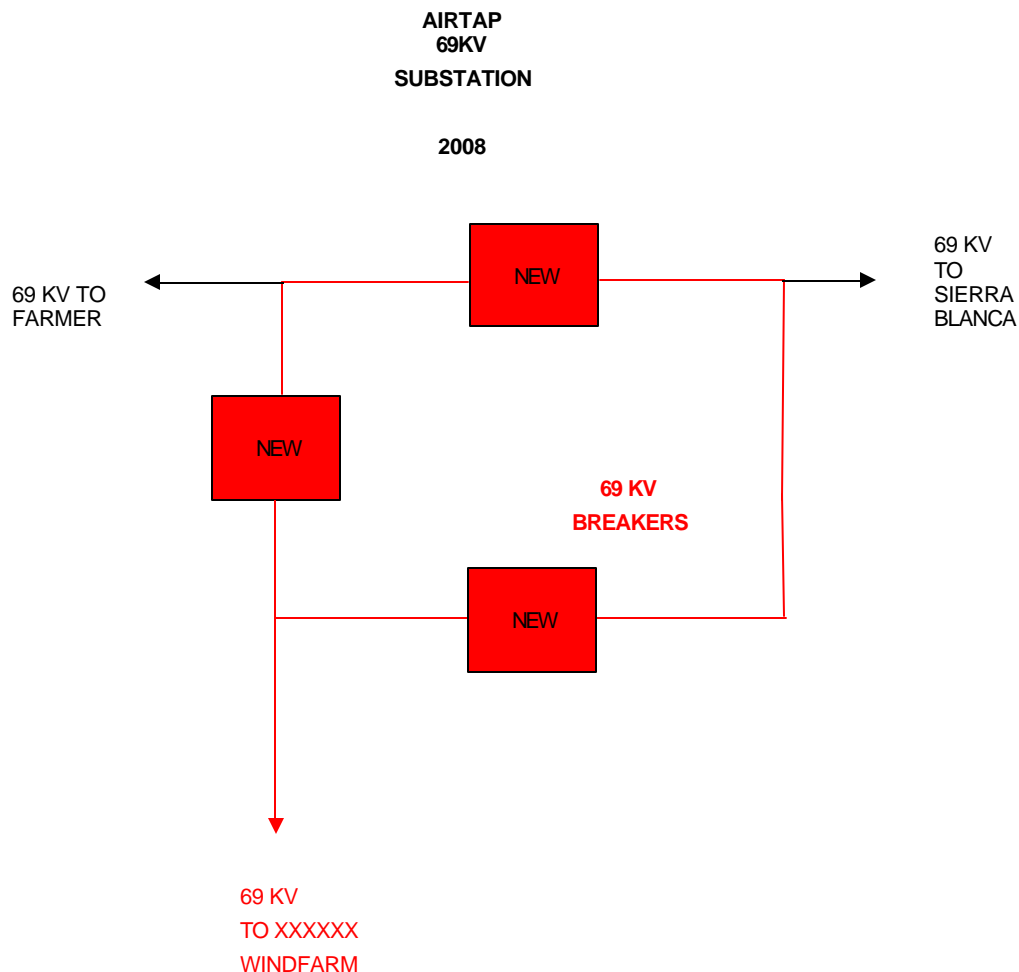 AIRTAP
69KV
SUBSTATION
2008
NEW
69 KV
TO
SIERRA
BLANCA
69 KV TO
FARMER
NEW
69 KV
BREAKERS
NEW
69 KV
TO XXXXXX
WINDFARM